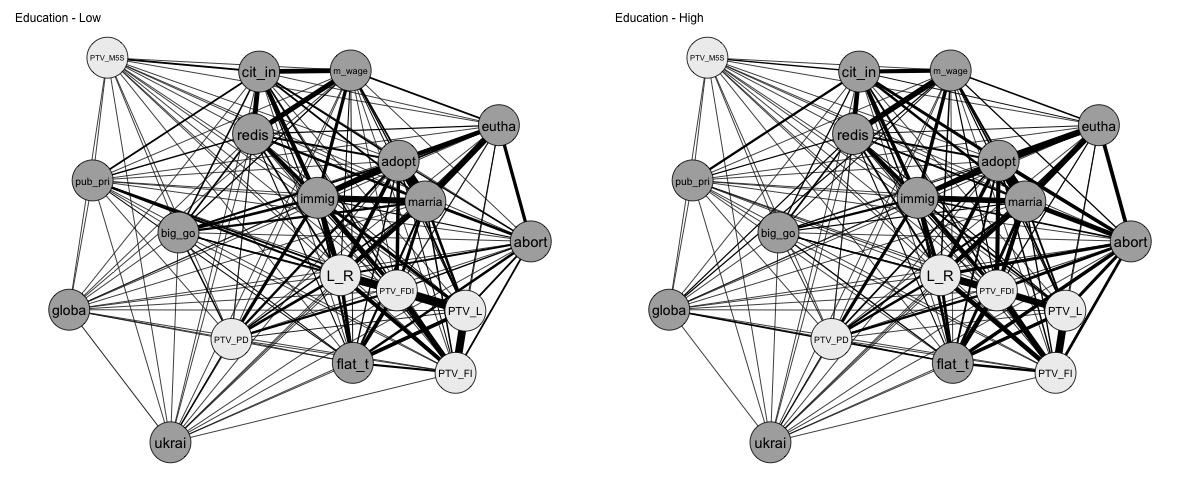 Education - Low
PTV_M5S
cit_in
m_wage
eutha
redis
adopt
pub_pri
immig
marria
big_go
abort
L_R
PTV_FDI
globa
PTV_L
PTV_PD
flat_t
PTV_FI
ukrai
Education - High
PTV_M5S
cit_in
m_wage
eutha
redis
adopt
pub_pri
immig
marria
big_go
abort
L_R
PTV_FDI
globa
PTV_L
PTV_PD
flat_t
PTV_FI
ukrai